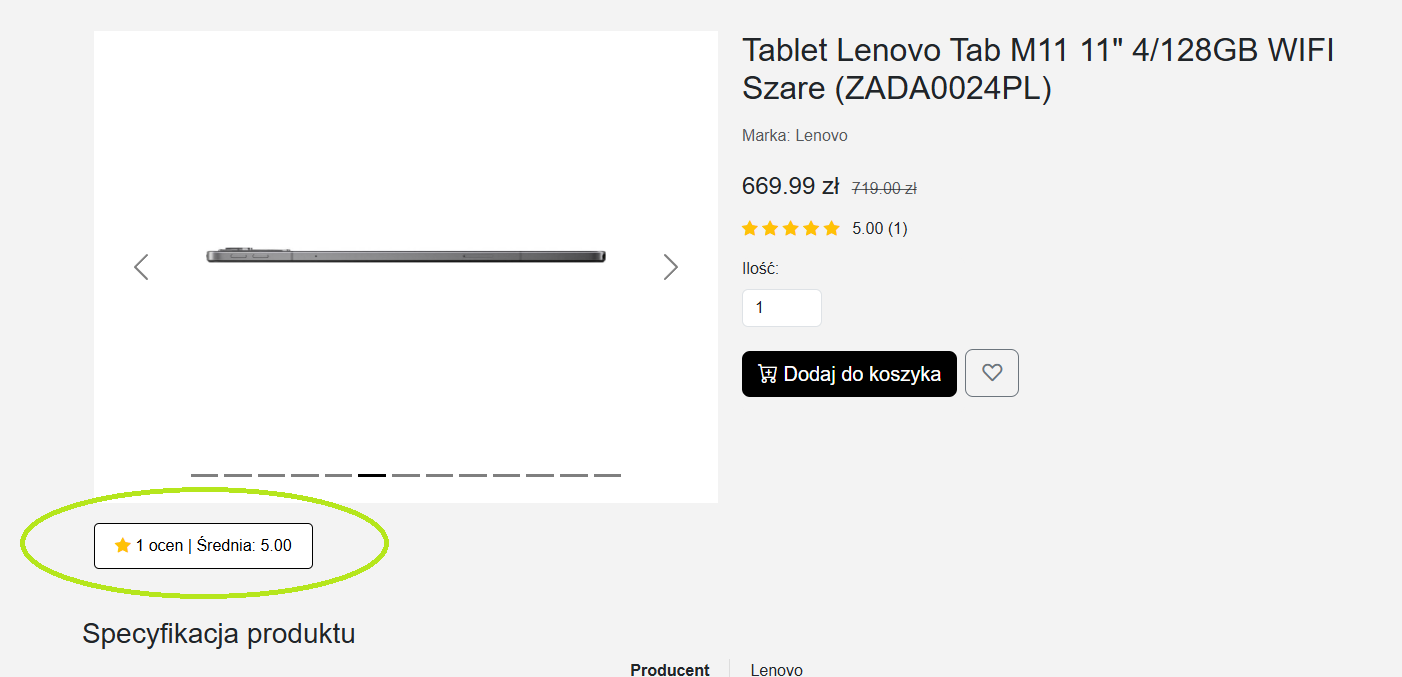 Tablet Lenovo Tab M11 11" 4/128GB WIFI
Szare (ZADA0024PL)
Marka: Lenovo
669.99 zł 719.00 zł
5.00 (1)
Ilość:
1
Dodaj do koszyka
1 ocen | Średnia: 5.00
Specyfikacja produktu
Producent Lenovo